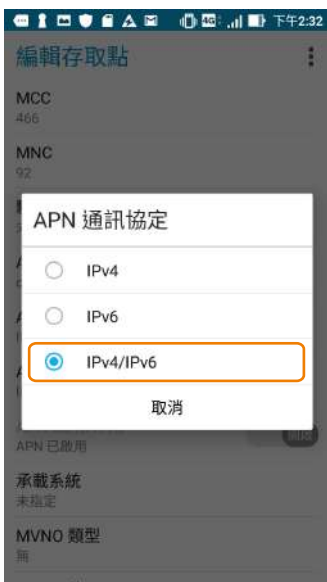 4G
下午2:32
編輯存取點
MCC
466
MNC
92
APN 通訊協定
IPv4
IPv6
IPv4/IPv6
取消
APN 已啟用
承載系統
未指定
MVNO 類型
無